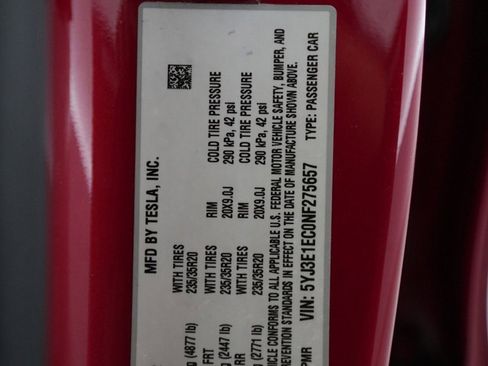 MFD BY TESLA, INC.
WITH TIRES
g (4877 lb) 235/35R20
FRT WITH TIRES RIM COLD TIRE PRESSURE
g (2447 lb) 235/35R20 20X9.0J 290 kPa, 42 psi
RR WITH TIRES RIM COLD TIRE PRESSURE
g (2771 lb) 235/35R20 20X9.0J 290 kPa, 42 psi
HICLE CONFORMS TO ALL APPLICABLE U.S. FEDERAL MOTOR VEHICLE SAFETY, BUMPER, AND
REVENTION STANDARDS IN EFFECT ON THE DATE OF MANUFACTURE SHOWN ABOVE.
VIN: 5YJ3E1EC0NF275657 TYPE: PASSENGER CAR
PMR